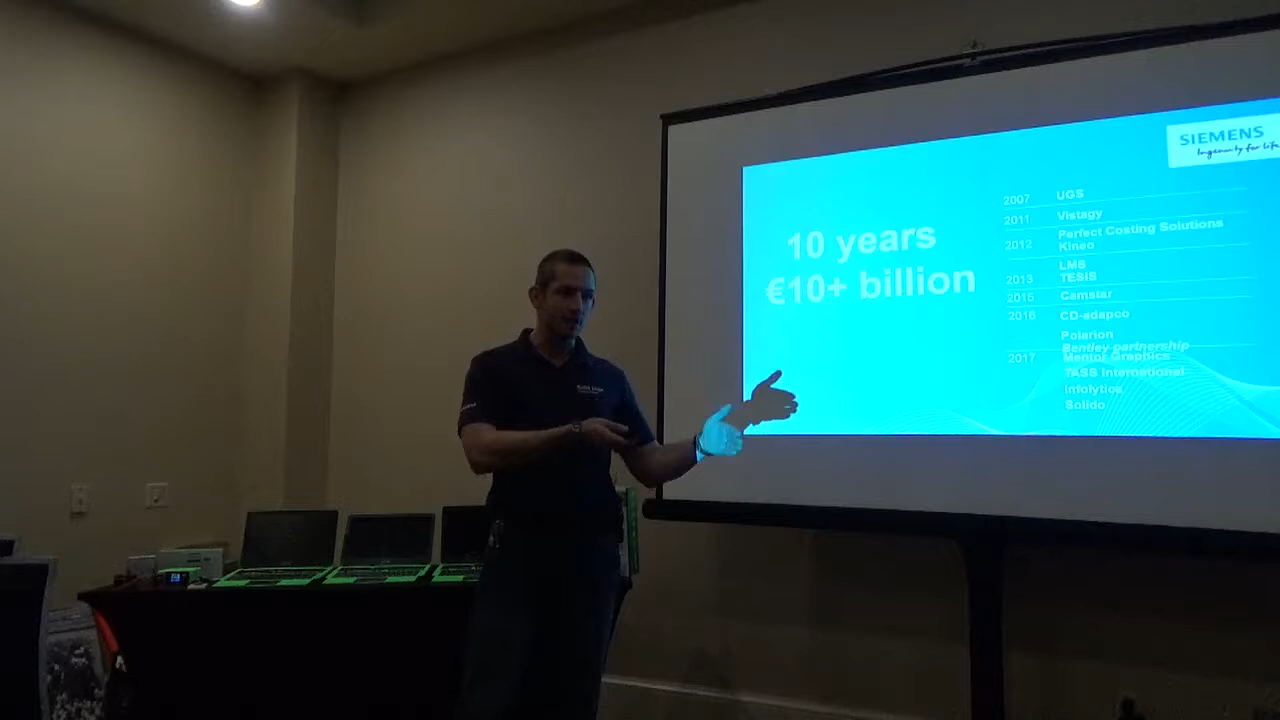 SIEMENS
Ingenuity for life
10 years
€10+ billion
2007 UGS
2011 Vistagy
2012 Perfect Costing Solutions
Kineo
LMS
2013 TESIS
2015 Camstar
2016 CD-adapco
Polarion
Bentley partnership
2017 Mentor Graphics
TASS International
Infolytica
Solido